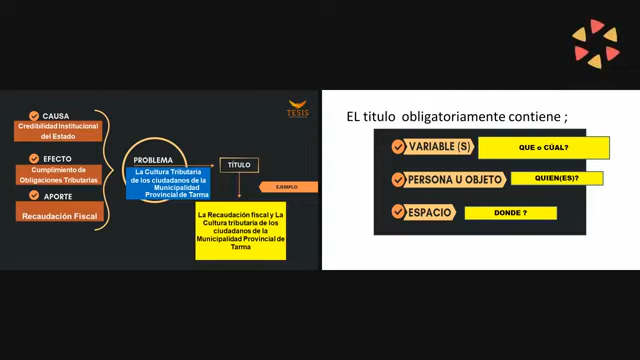 CAUSA
Credibilidad Institucional
del Estado
EFECTO
Cumplimiento de
Obligaciones Tributarias
APORTE
Recaudación Fiscal
PROBLEMA
La Cultura Tributaria
de los ciudadanos de la
Municipalidad
Provincial de Tarma
TÍTULO
TESIS
EJEMPLO
La Recaudación fiscal y La
Cultura tributaria de los
ciudadanos de la
Municipalidad Provincial de
Tarma
EL titulo obligatoriamente contiene ;
VARIABLE (S)
QUE o CÚAL?
PERSONA U OBJETO
QUIEN(ES)?
ESPACIO
DONDE ?